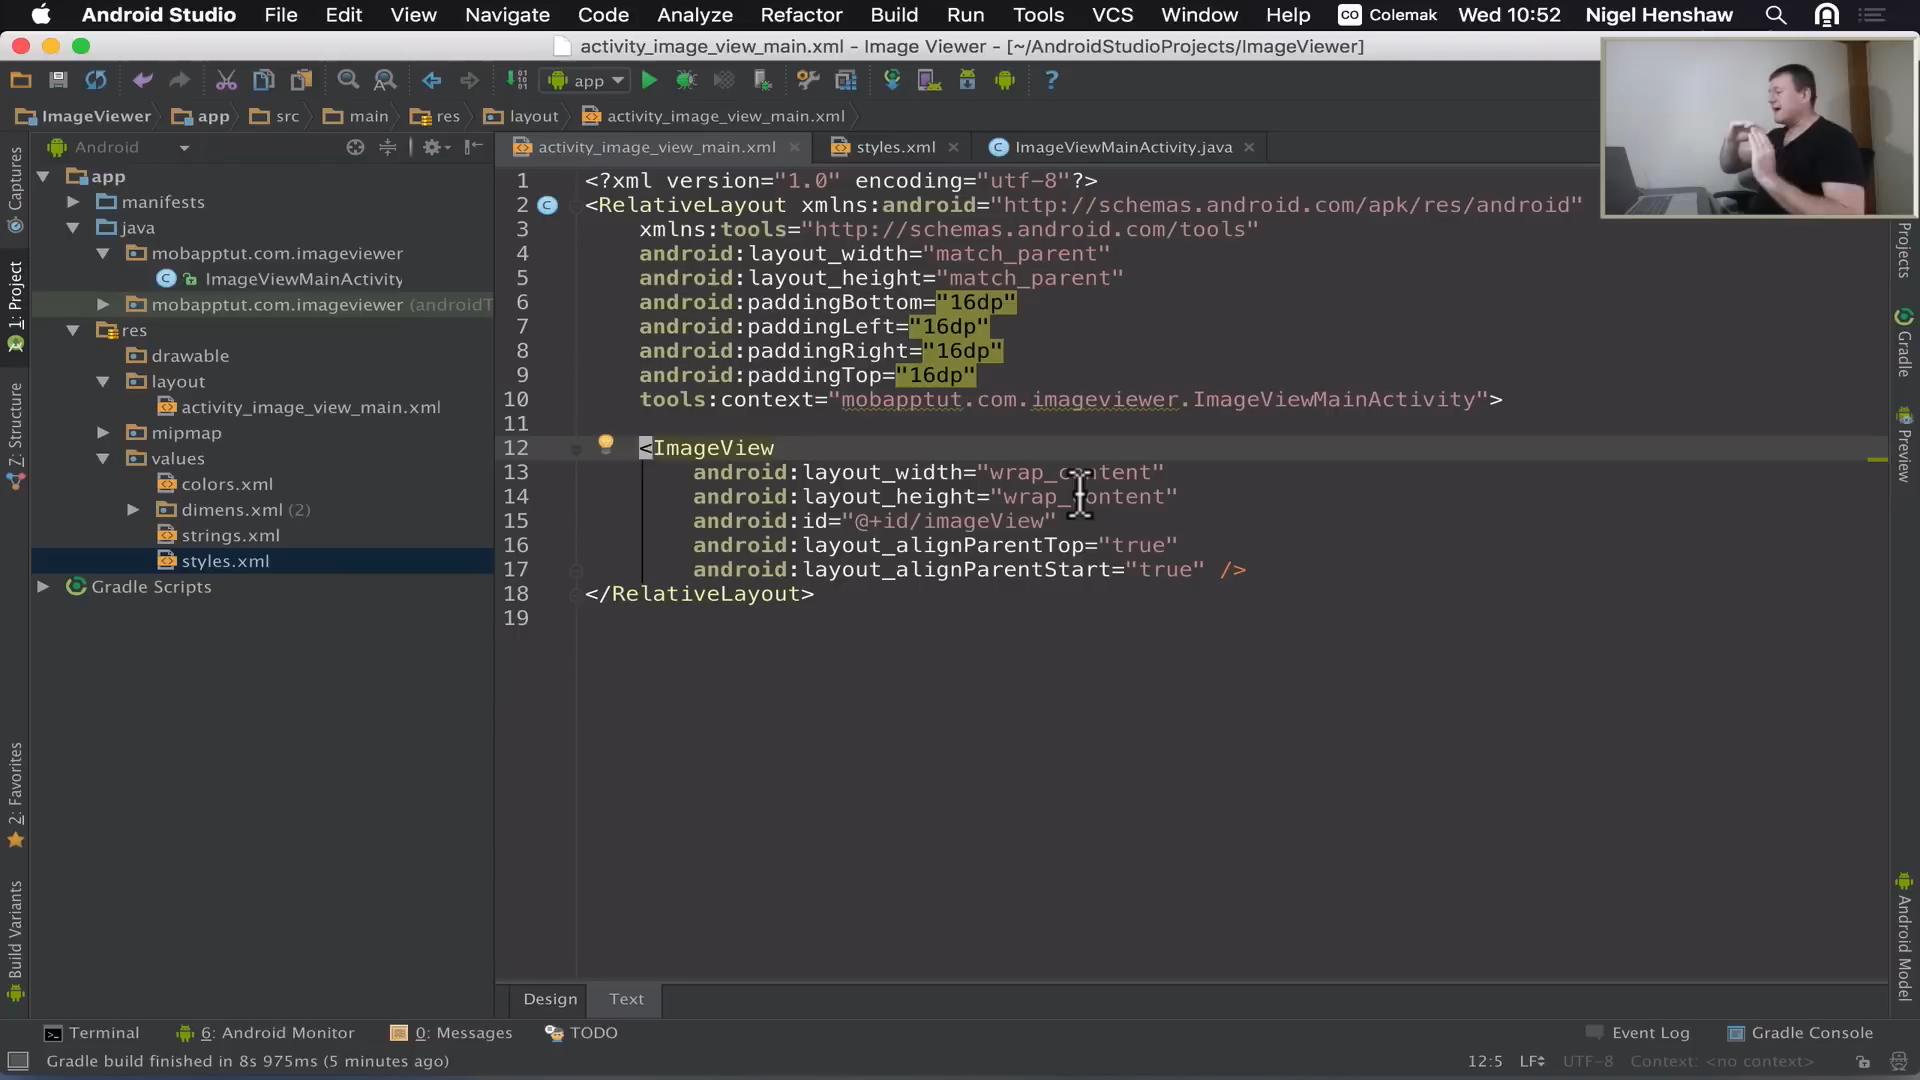 Android Studio File Edit View Navigate Code Analyze Refactor Build Run Tools VCS Window Help CO Colemak Wed 10:52 Nigel Henshaw
activity_image_view_main.xml - Image Viewer - [~/AndroidStudioProjects/ImageViewer]
app
ImageViewer app src main res layout activity_image_view_main.xml
Android
activity_image_view_main.xml styles.xml ImageViewMainActivity.java
app
manifests
java
mobapptut.com.imageviewer
ImageViewMainActivity
mobapptut.com.imageviewer (androidT
res
drawable
layout
activity_image_view_main.xml
mipmap
values
colors.xml
dimens.xml (2)
strings.xml
styles.xml
Gradle Scripts
Captures
1: Project
7: Structure
2: Favorites
Build Variants
1 <?xml version="1.0" encoding="utf-8"?>
2 <RelativeLayout xmlns:android="http://schemas.android.com/apk/res/android"
3 xmlns:tools="http://schemas.android.com/tools"
4 android:layout_width="match_parent"
5 android:layout_height="match_parent"
6 android:paddingBottom="16dp"
7 android:paddingLeft="16dp"
8 android:paddingRight="16dp"
9 android:paddingTop="16dp"
10 tools:context="mobapptut.com.imageviewer.ImageViewMainActivity">
11
12 <ImageView
13 android:layout_width="wrap_content"
14 android:layout_height="wrap_content"
15 android:id="@+id/imageView"
16 android:layout_alignParentTop="true"
17 android:layout_alignParentStart="true" />
18 </RelativeLayout>
19
Projects
Gradle
Preview
Android Model
Design Text
Terminal 6: Android Monitor 0: Messages TODO Event Log Gradle Console
Gradle build finished in 8s 975ms (5 minutes ago) 12:5 LF UTF-8 Context: <no context>